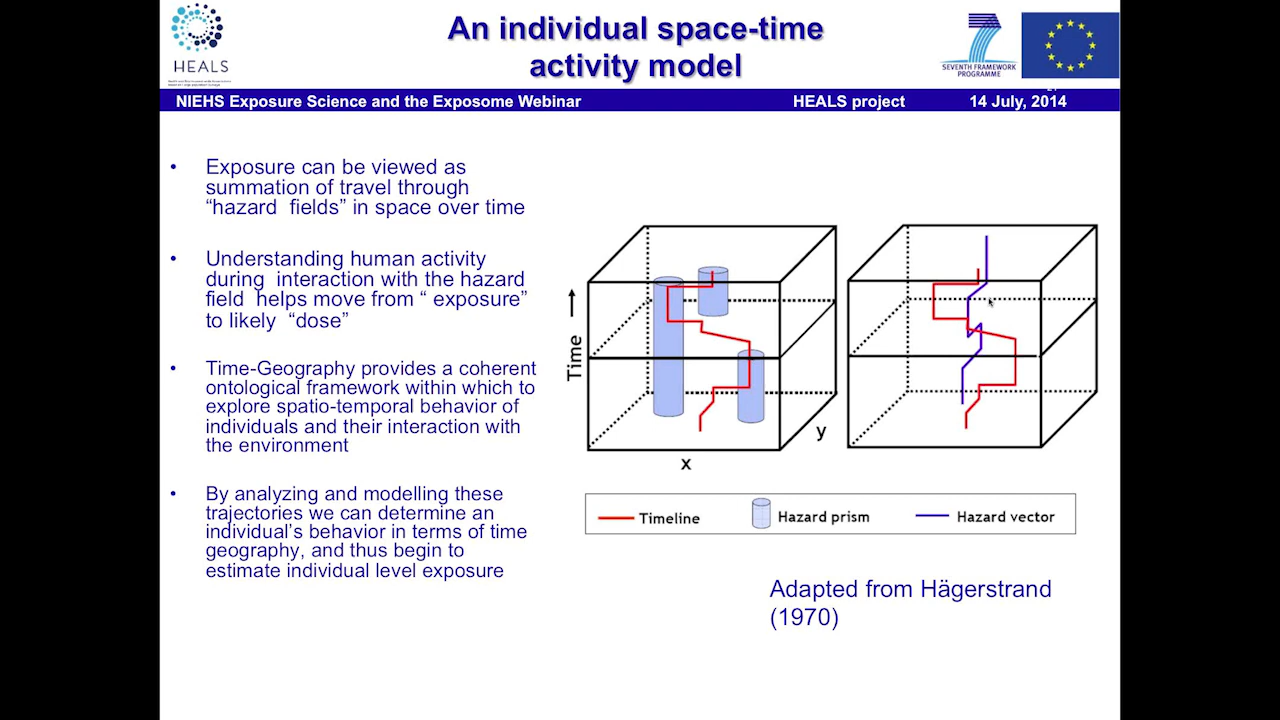 An individual space-time
activity model
HEALS
SEVENTH FRAMEWORK
PROGRAMME
NIEHS Exposure Science and the Exposome Webinar HEALS project 14 July, 2014
• Exposure can be viewed as
summation of travel through
“hazard fields” in space over time
• Understanding human activity
during interaction with the hazard
field helps move from “ exposure”
to likely “dose”
• Time-Geography provides a coherent
ontological framework within which to
explore spatio-temporal behavior of
individuals and their interaction with
the environment
• By analyzing and modelling these
trajectories we can determine an
individual’s behavior in terms of time
geography, and thus begin to
estimate individual level exposure
Time
x
y
Timeline Hazard prism Hazard vector
Adapted from Hägerstrand
(1970)